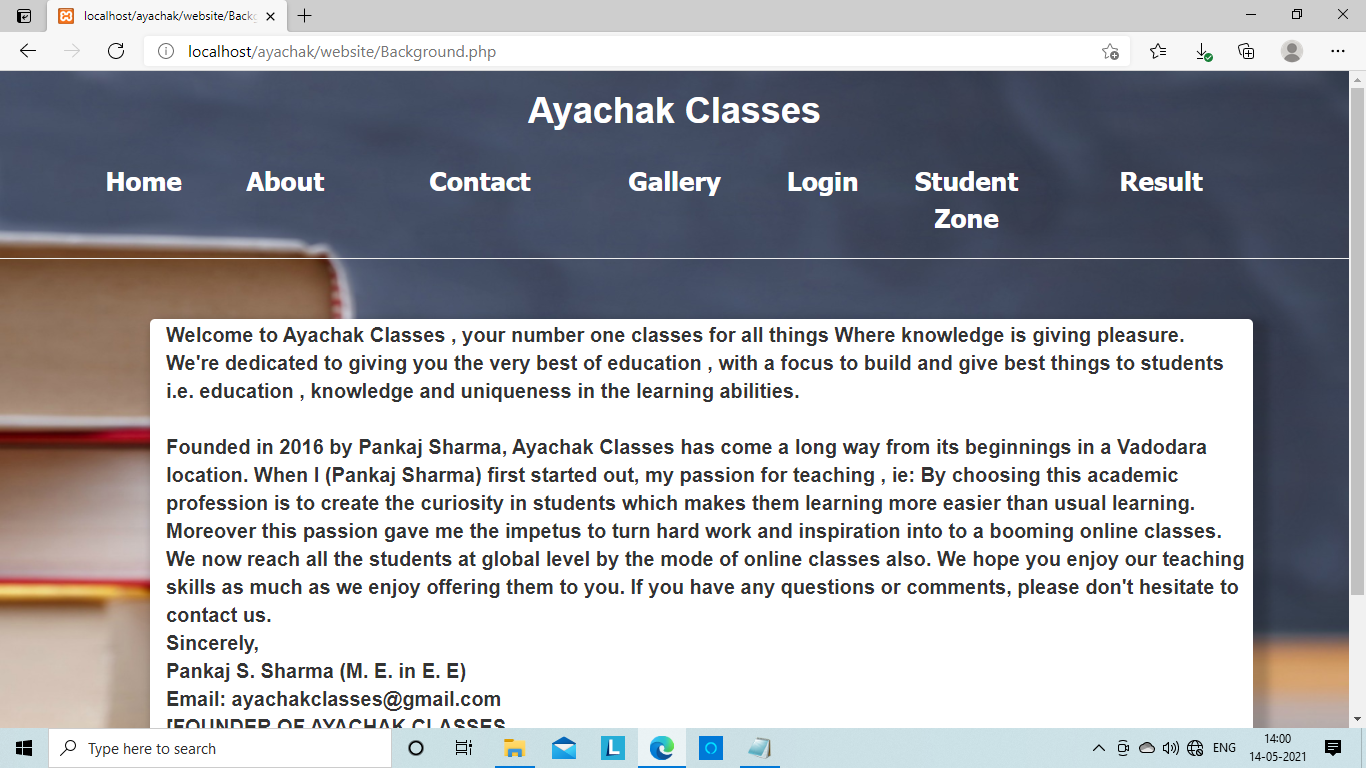 localhost/ayachak/website/Backg
localhost/ayachak/website/Background.php
Ayachak Classes
Home About Contact Gallery Login Student Zone Result
Welcome to Ayachak Classes , your number one classes for all things Where knowledge is giving pleasure.
We're dedicated to giving you the very best of education , with a focus to build and give best things to students
i.e. education , knowledge and uniqueness in the learning abilities.
Founded in 2016 by Pankaj Sharma, Ayachak Classes has come a long way from its beginnings in a Vadodara
location. When I (Pankaj Sharma) first started out, my passion for teaching , ie: By choosing this academic
profession is to create the curiosity in students which makes them learning more easier than usual learning.
Moreover this passion gave me the impetus to turn hard work and inspiration into to a booming online classes.
We now reach all the students at global level by the mode of online classes also. We hope you enjoy our teaching
skills as much as we enjoy offering them to you. If you have any questions or comments, please don't hesitate to
contact us.
Sincerely,
Pankaj S. Sharma (M. E. in E. E)
Email: ayachakclasses@gmail.com
[FOUNDER OF AYACHAK CLASSES
Type here to search
L
ENG
14:00
14-05-2021